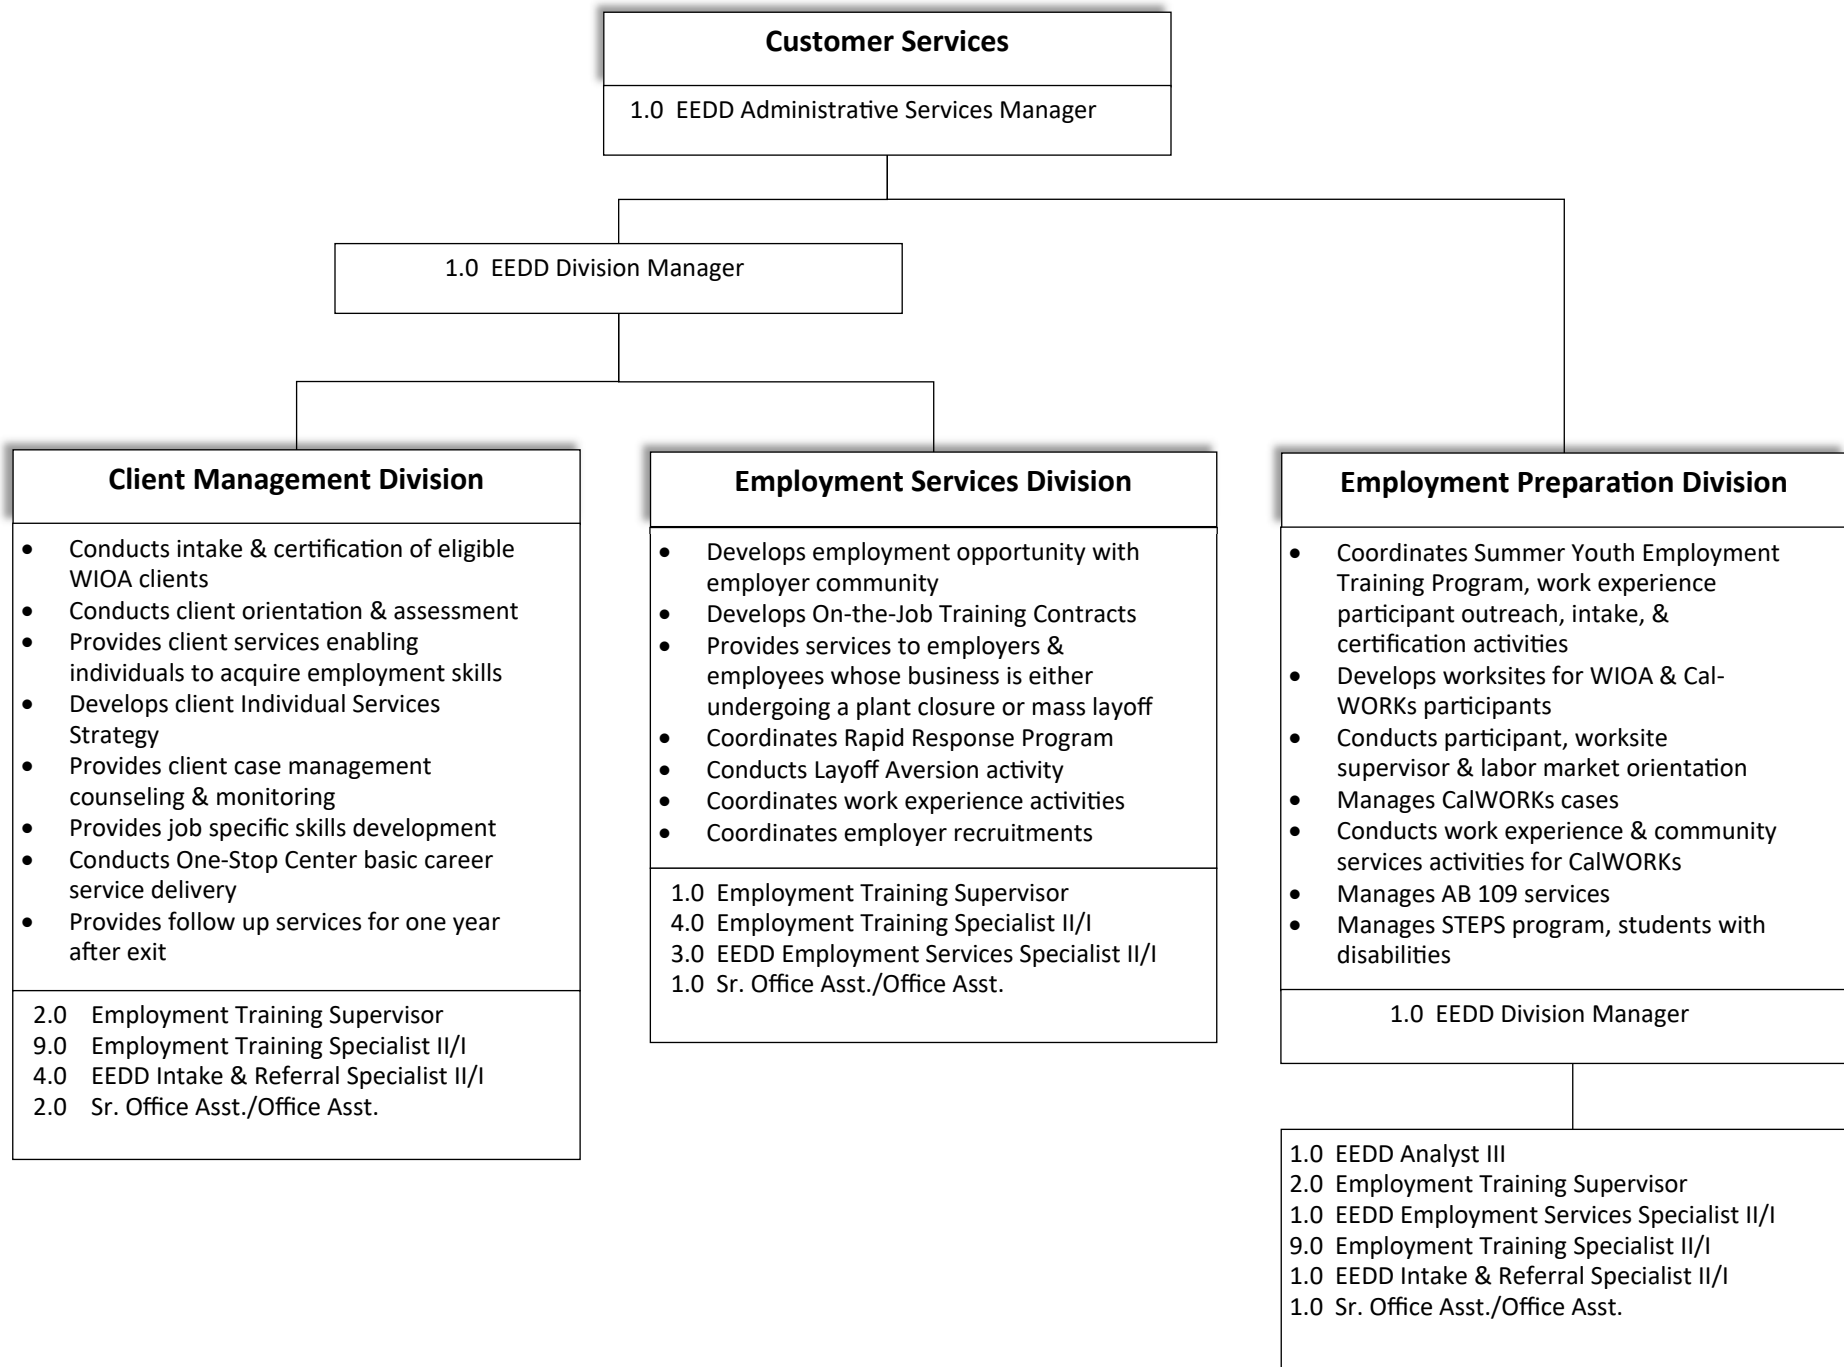 Customer Services
1.0 EEDD Administrative Services Manager
1.0 EEDD Division Manager
Client Management Division
• Conducts intake & certification of eligible
WIOA clients
• Conducts client orientation & assessment
• Provides client services enabling
individuals to acquire employment skills
• Develops client Individual Services
Strategy
• Provides client case management
counseling & monitoring
• Provides job specific skills development
• Conducts One-Stop Center basic career
service delivery
• Provides follow up services for one year
after exit
2.0 Employment Training Supervisor
9.0 Employment Training Specialist II/I
4.0 EEDD Intake & Referral Specialist II/I
2.0 Sr. Office Asst./Office Asst.
Employment Services Division
• Develops employment opportunity with
employer community
• Develops On-the-Job Training Contracts
• Provides services to employers &
employees whose business is either
undergoing a plant closure or mass layoff
• Coordinates Rapid Response Program
• Conducts Layoff Aversion activity
• Coordinates work experience activities
• Coordinates employer recruitments
1.0 Employment Training Supervisor
4.0 Employment Training Specialist II/I
3.0 EEDD Employment Services Specialist II/I
1.0 Sr. Office Asst./Office Asst.
Employment Preparation Division
• Coordinates Summer Youth Employment
Training Program, work experience
participant outreach, intake, &
certification activities
• Develops worksites for WIOA & Cal-
WORKs participants
• Conducts participant, worksite
supervisor & labor market orientation
• Manages CalWORKs cases
• Conducts work experience & community
services activities for CalWORKs
• Manages AB 109 services
• Manages STEPS program, students with
disabilities
1.0 EEDD Division Manager
1.0 EEDD Analyst III
2.0 Employment Training Supervisor
1.0 EEDD Employment Services Specialist II/I
9.0 Employment Training Specialist II/I
1.0 EEDD Intake & Referral Specialist II/I
1.0 Sr. Office Asst./Office Asst.